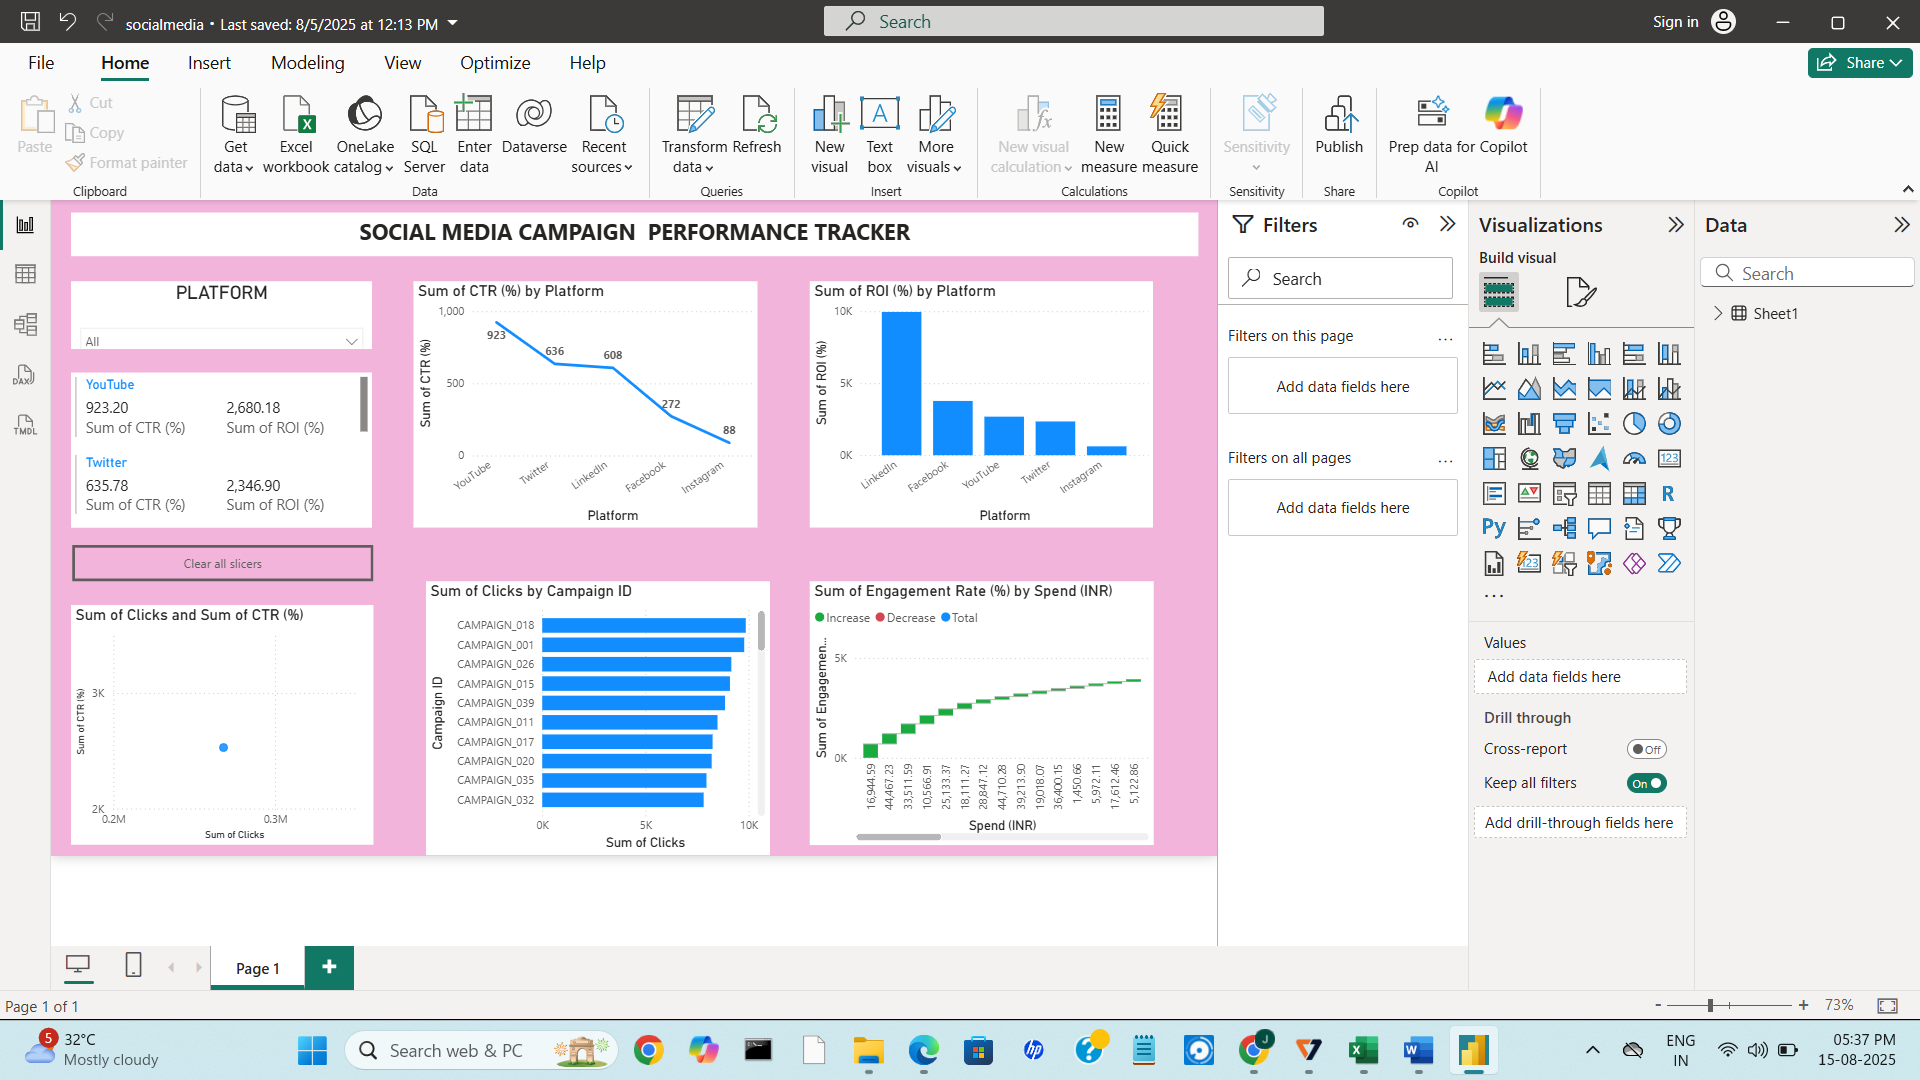 socialmedia • Last saved: 8/5/2025 at 12:13 PM
Search
Sign in
File
Home
Insert
Modeling
View
Optimize
Help
Share
Paste
Cut
Copy
Format painter
Clipboard
Get data
Excel workbook
OneLake catalog
SQL Server
Enter data
Dataverse
Recent sources
Data
Transform data
Refresh
Queries
New visual
Text box
More visuals
Insert
New visual calculation
New measure
Quick measure
Calculations
Sensitivity
Sensitivity
Publish
Share
Prep data for AI
Copilot
Copilot
SOCIAL MEDIA CAMPAIGN PERFORMANCE TRACKER
PLATFORM
All
YouTube
923.20
2,680.18
Sum of CTR (%)
Sum of ROI (%)
Twitter
635.78
2,346.90
Sum of CTR (%)
Sum of ROI (%)
Clear all slicers
Sum of CTR (%) by Platform
1,000
500
0
Sum of CTR (%)
923
636
608
272
88
YouTube
Twitter
LinkedIn
Facebook
Instagram
Platform
Sum of ROI (%) by Platform
10K
5K
0K
Sum of ROI (%)
LinkedIn
Facebook
YouTube
Twitter
Instagram
Platform
Sum of Clicks and Sum of CTR (%)
3K
2K
Sum of CTR (%)
0.2M
0.3M
Sum of Clicks
Sum of Clicks by Campaign ID
Campaign ID
CAMPAIGN_018
CAMPAIGN_001
CAMPAIGN_026
CAMPAIGN_015
CAMPAIGN_039
CAMPAIGN_011
CAMPAIGN_017
CAMPAIGN_020
CAMPAIGN_035
CAMPAIGN_032
0K
5K
10K
Sum of Clicks
Sum of Engagement Rate (%) by Spend (INR)
Increase
Decrease
Total
Sum of Engagemen...
5K
0K
16,944.59
44,467.23
33,511.59
10,566.91
25,133.37
18,111.27
28,847.12
44,710.28
39,213.90
19,018.07
36,400.15
1,450.66
5,972.11
17,612.46
5,122.86
Spend (INR)
Filters
Search
Filters on this page
...
Add data fields here
Filters on all pages
...
Add data fields here
Visualizations
Build visual
123
R
Py
123
...
Values
Add data fields here
Drill through
Cross-report
Off
Keep all filters
On
Add drill-through fields here
Data
Search
Sheet1
DAX
TMDL
Page 1
+
Page 1 of 1
-
+
73%
5
32°C
Mostly cloudy
Search web & PC
hp
?
J
X
W
ENG
IN
05:37 PM
15-08-2025